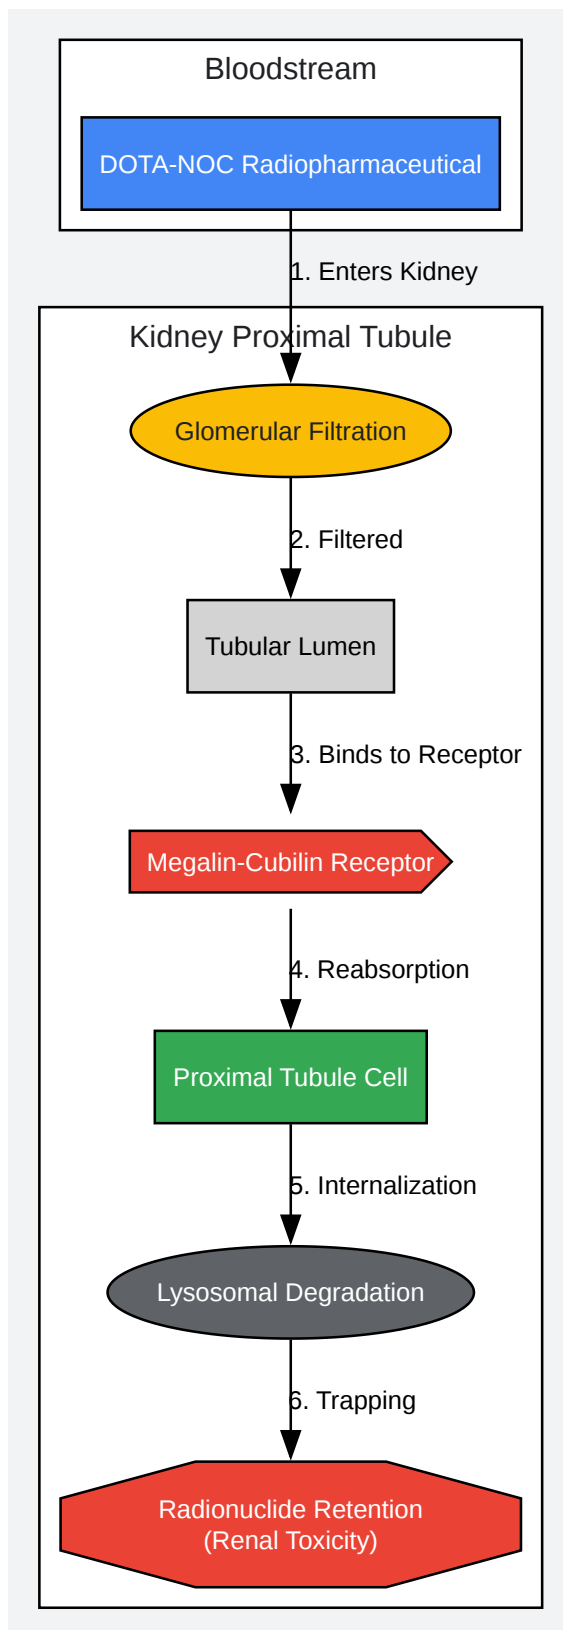 Bloodstream
DOTA-NOC Radiopharmaceutical
1. Enters Kidney
Kidney Proximal Tubule
Glomerular Filtration
2. Filtered
Tubular Lumen
3. Binds to Receptor
Megalin-Cubilin Receptor
4. Reabsorption
Proximal Tubule Cell
5. Internalization
Lysosomal Degradation
6. Trapping
Radionuclide Retention
(Renal Toxicity)